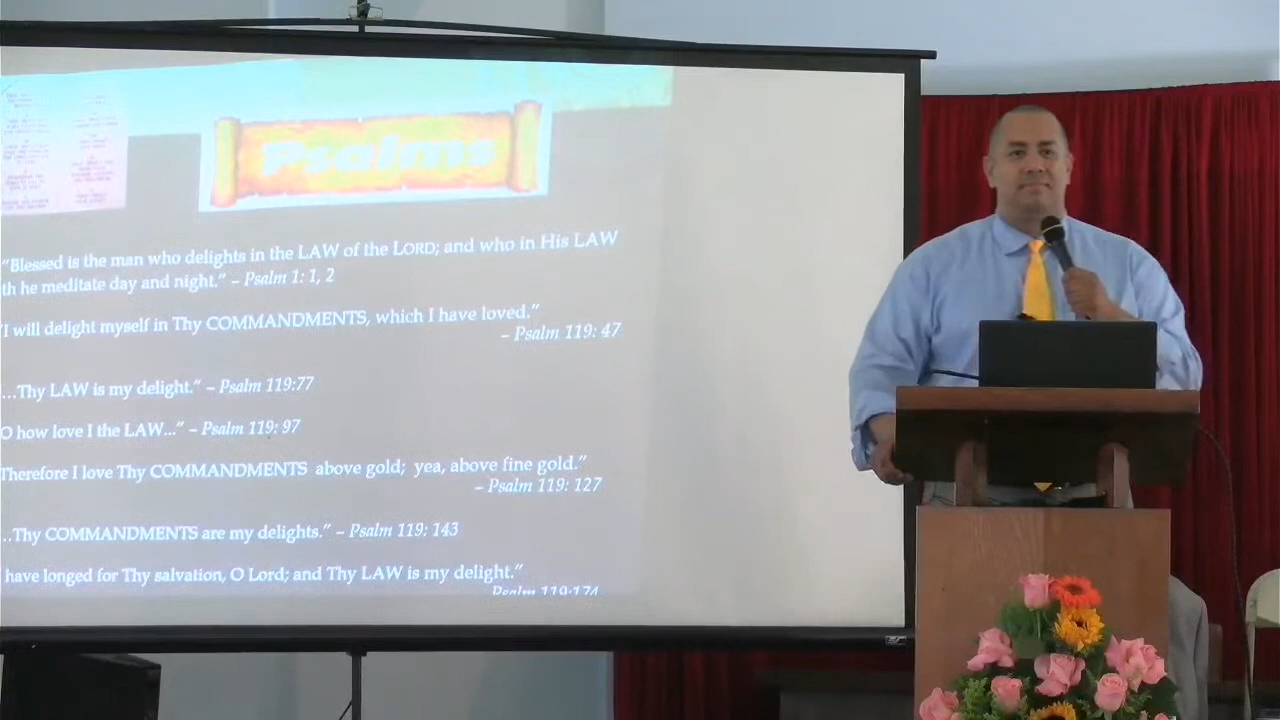 Psalms
“Blessed is the man who delights in the LAW of the LORD; and who in His LAW
th he meditate day and night.” – Psalm 1: 1, 2
I will delight myself in Thy COMMANDMENTS, which I have loved.”
– Psalm 119: 47
…Thy LAW is my delight.” – Psalm 119:77
O how love I the LAW…” – Psalm 119: 97
Therefore I love Thy COMMANDMENTS above gold; yea, above fine gold.”
– Psalm 119: 127
…Thy COMMANDMENTS are my delights.” – Psalm 119: 143
have longed for Thy salvation, O Lord; and Thy LAW is my delight.”
Psalm 119:174